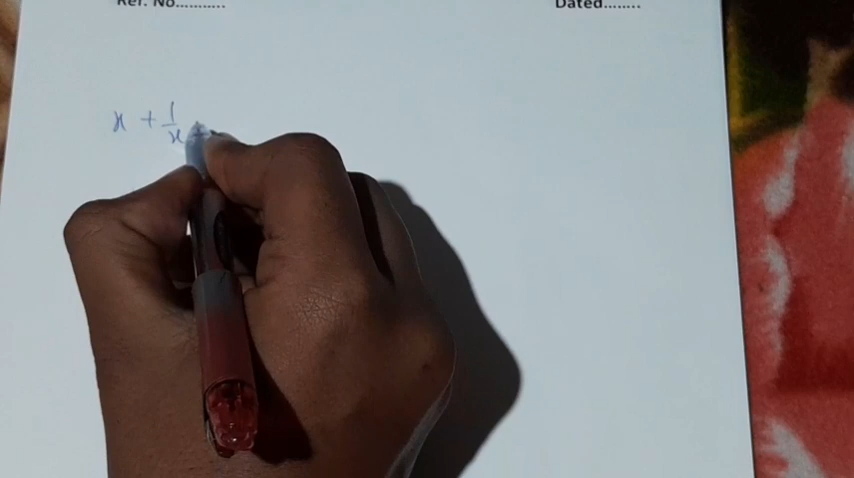 Ref. No...........
Dated........
x + 1/x =